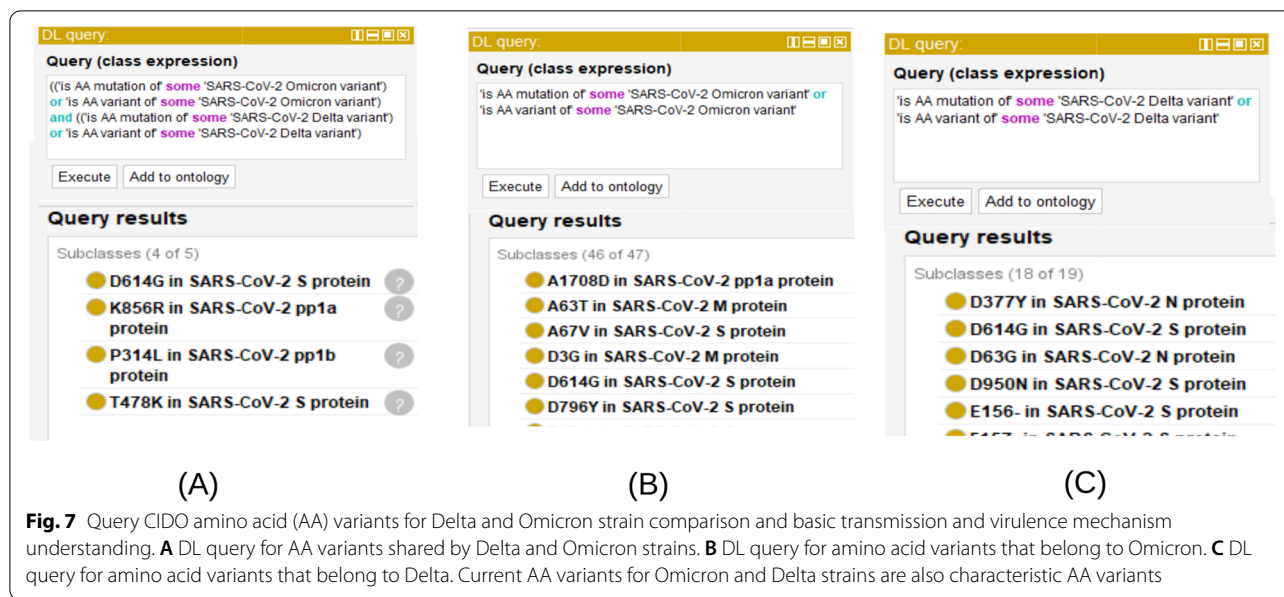 DL query:
Query (class expression)
(('is AA mutation of' some 'SARS-CoV-2 Omicron variant')
or 'is AA variant of' some 'SARS-CoV-2 Omicron variant')
and (('is AA mutation of' some 'SARS-CoV-2 Delta variant')
or 'is AA variant of' some 'SARS-CoV-2 Delta variant')
Execute Add to ontology
Query results
Subclasses (4 of 5)
D614G in SARS-CoV-2 S protein ?
K856R in SARS-CoV-2 pp1a ?
protein
P314L in SARS-CoV-2 pp1b ?
protein
T478K in SARS-CoV-2 S protein ?
(A)
DL query:
Query (class expression)
'is AA mutation of' some 'SARS-CoV-2 Omicron variant' or
'is AA variant of' some 'SARS-CoV-2 Omicron variant'
Execute Add to ontology
Query results
Subclasses (46 of 47)
A1708D in SARS-CoV-2 pp1a protein
A63T in SARS-CoV-2 M protein
A67V in SARS-CoV-2 S protein
D3G in SARS-CoV-2 M protein
D614G in SARS-CoV-2 S protein
D796Y in SARS-CoV-2 S protein
(B)
DL query:
Query (class expression)
'is AA mutation of' some 'SARS-CoV-2 Delta variant' or
'is AA variant of' some 'SARS-CoV-2 Delta variant'
Execute Add to ontology
Query results
Subclasses (18 of 19)
D377Y in SARS-CoV-2 N protein
D614G in SARS-CoV-2 S protein
D63G in SARS-CoV-2 N protein
D950N in SARS-CoV-2 S protein
E156- in SARS-CoV-2 S protein
(C)
Fig. 7 Query CIDO amino acid (AA) variants for Delta and Omicron strain comparison and basic transmission and virulence mechanism
understanding. A DL query for AA variants shared by Delta and Omicron strains. B DL query for amino acid variants that belong to Omicron. C DL
query for amino acid variants that belong to Delta. Current AA variants for Omicron and Delta strains are also characteristic AA variants